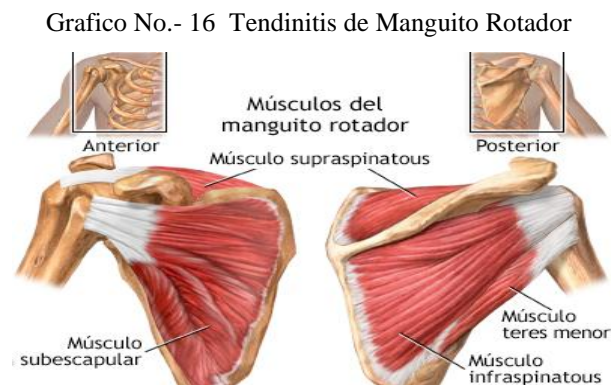 Grafico No.- 16 Tendinitis de Manguito Rotador
Anterior
Músculos del
manguito rotador
Posterior
Músculo supraspinatous
Músculo
subescapular
Músculo
teres menor
Músculo
infraspinatous